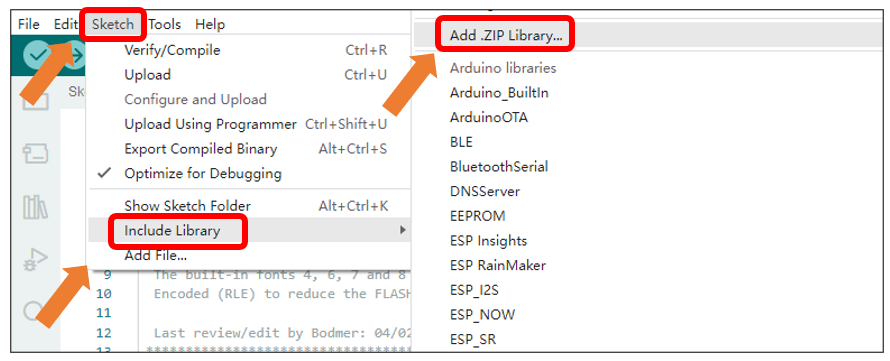 File Edit Sketch Tools Help
Verify/Compile Ctrl+R
Upload Ctrl+U
Configure and Upload
Upload Using Programmer Ctrl+Shift+U
Export Compiled Binary Alt+Ctrl+S
Optimize for Debugging
Show Sketch Folder Alt+Ctrl+K
Include Library
Add File...
Add .ZIP Library...
Arduino libraries
Arduino_BuiltIn
ArduinoOTA
BLE
BluetoothSerial
DNSServer
EEPROM
ESP Insights
ESP RainMaker
ESP_I2S
ESP_NOW
ESP_SR
Sk
9 The built-in fonts 4, 6, 7 and 8
10 Encoded (RLE) to reduce the FLASH
11
12 Last review/edit by Bodmer: 04/02
13 **********************************